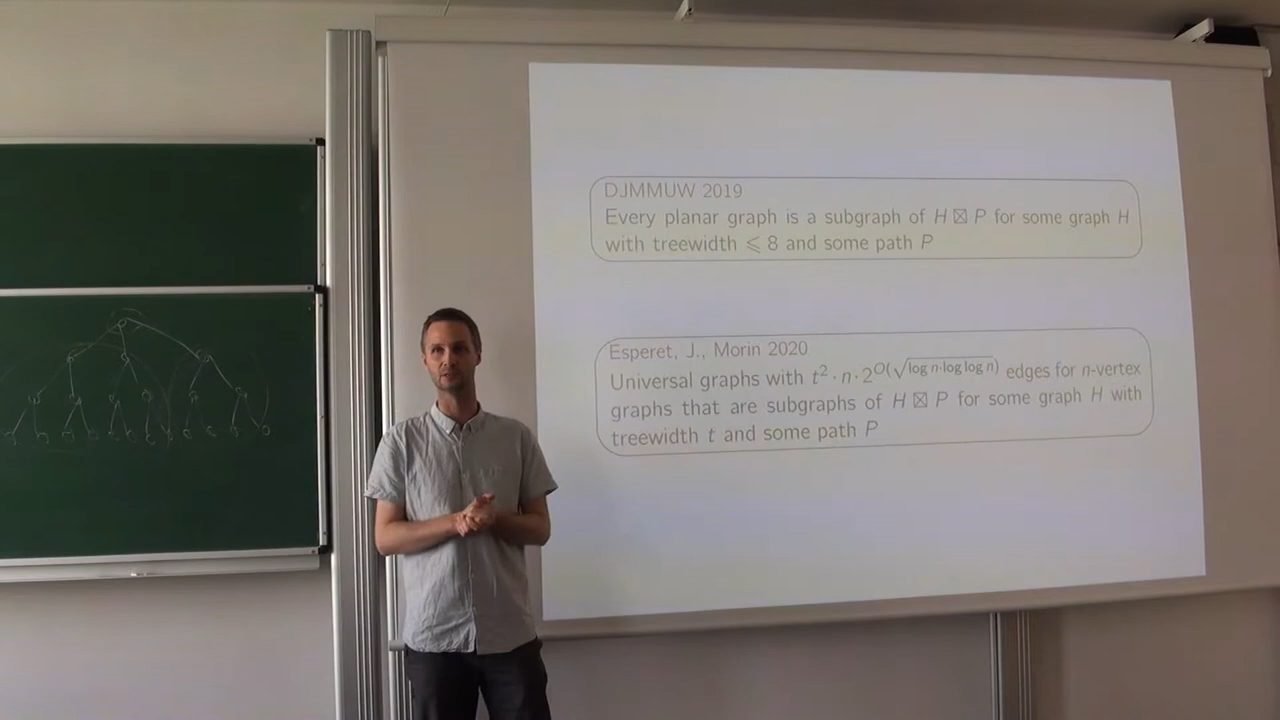 DJMMUW 2019
Every planar graph is a subgraph of H ⊠ P for some graph H
with treewidth ⩽ 8 and some path P
Esperet, J., Morin 2020
Universal graphs with t² · n · 2^{O(√(log n·log log n))} edges for n-vertex
graphs that are subgraphs of H ⊠ P for some graph H with
treewidth t and some path P